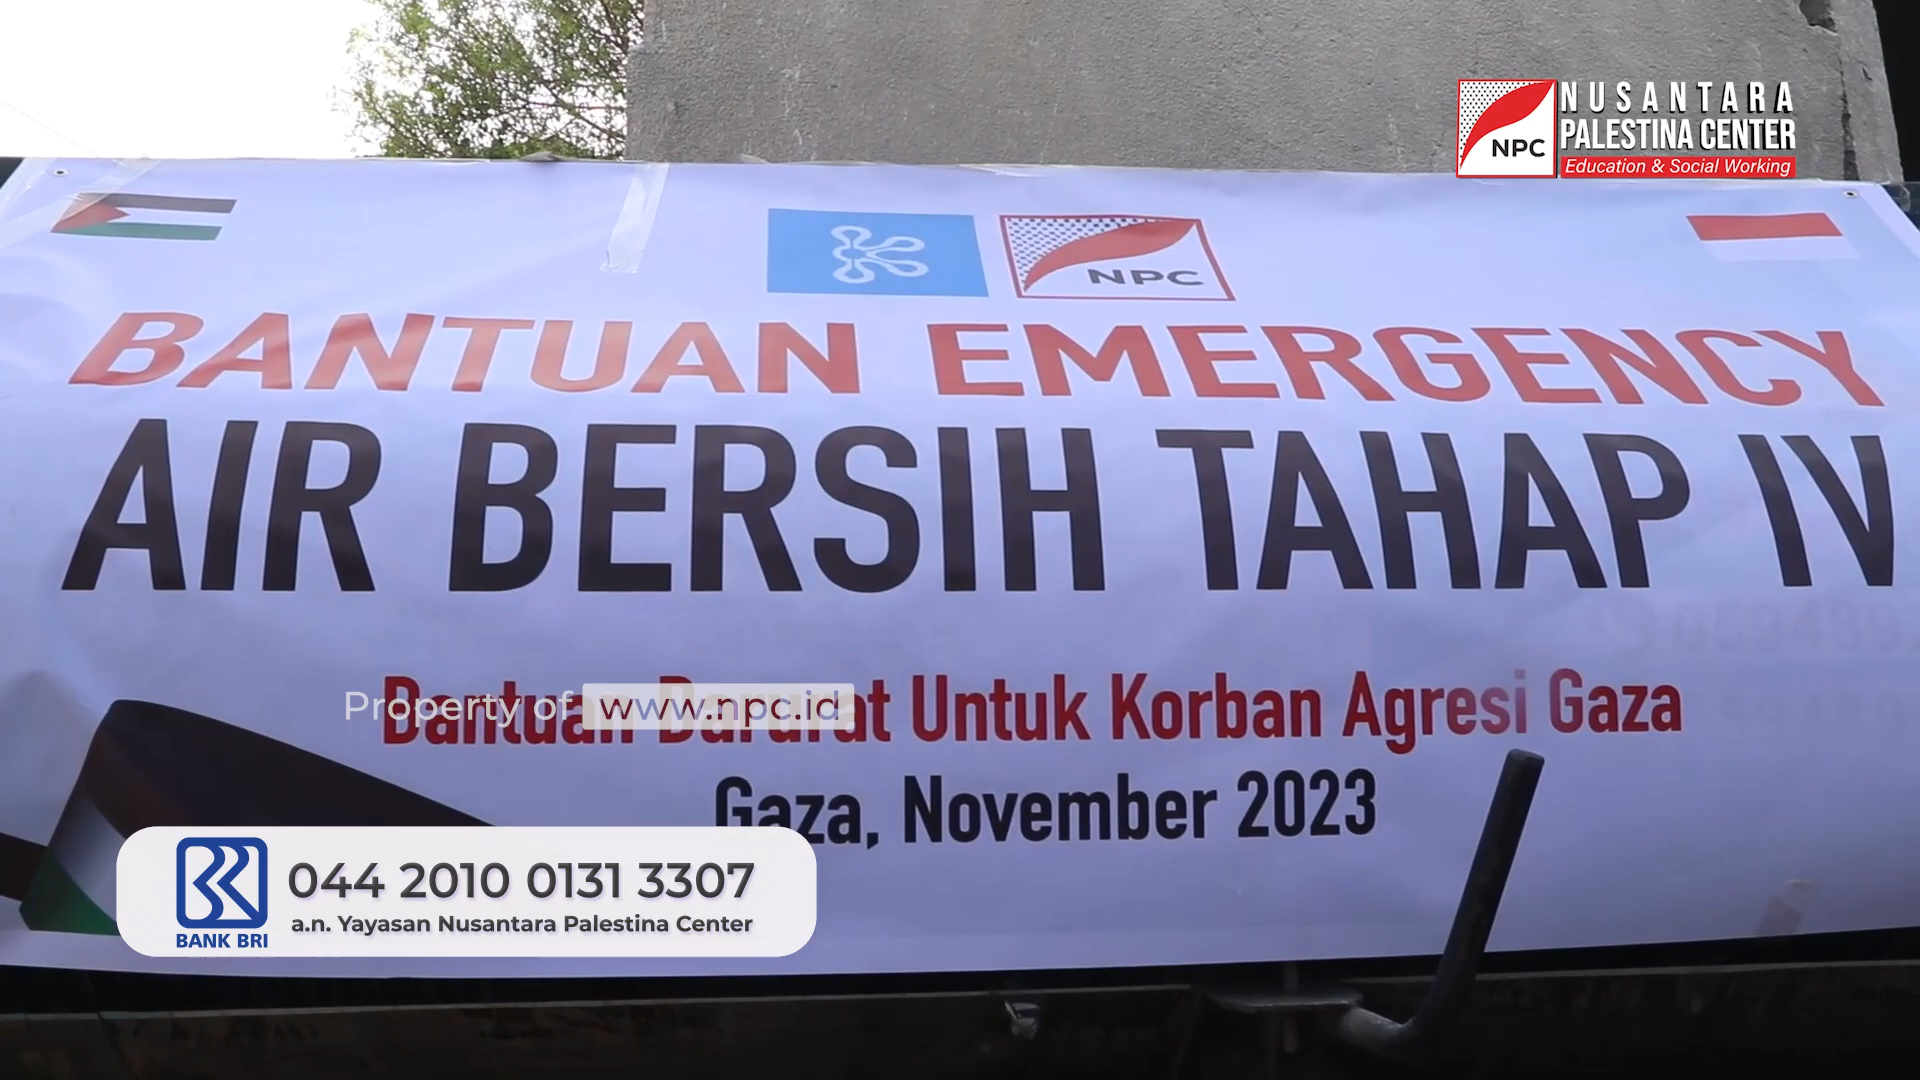 NUSANTARA
PALESTINA CENTER
NPC
Education & Social Working
NPC
BANTUAN EMERGENCY
AIR BERSIH TAHAP IV
Bantuan Darurat Untuk Korban Agresi Gaza
Property of www.npc.id
Gaza, November 2023
044 2010 0131 3307
a.n. Yayasan Nusantara Palestina Center
BANK BRI